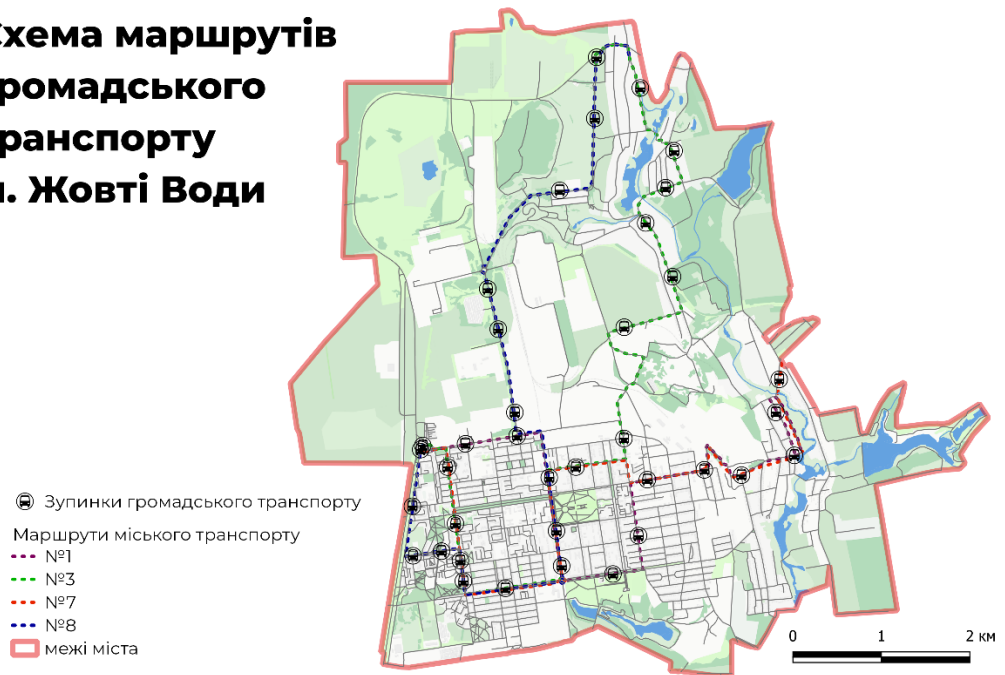 Схема маршрутів
громадського
транспорту
м. Жовті Води
Зупинки громадського транспорту
Маршрути міського транспорту
№1
№3
№7
№8
межі міста
0 1 2 км